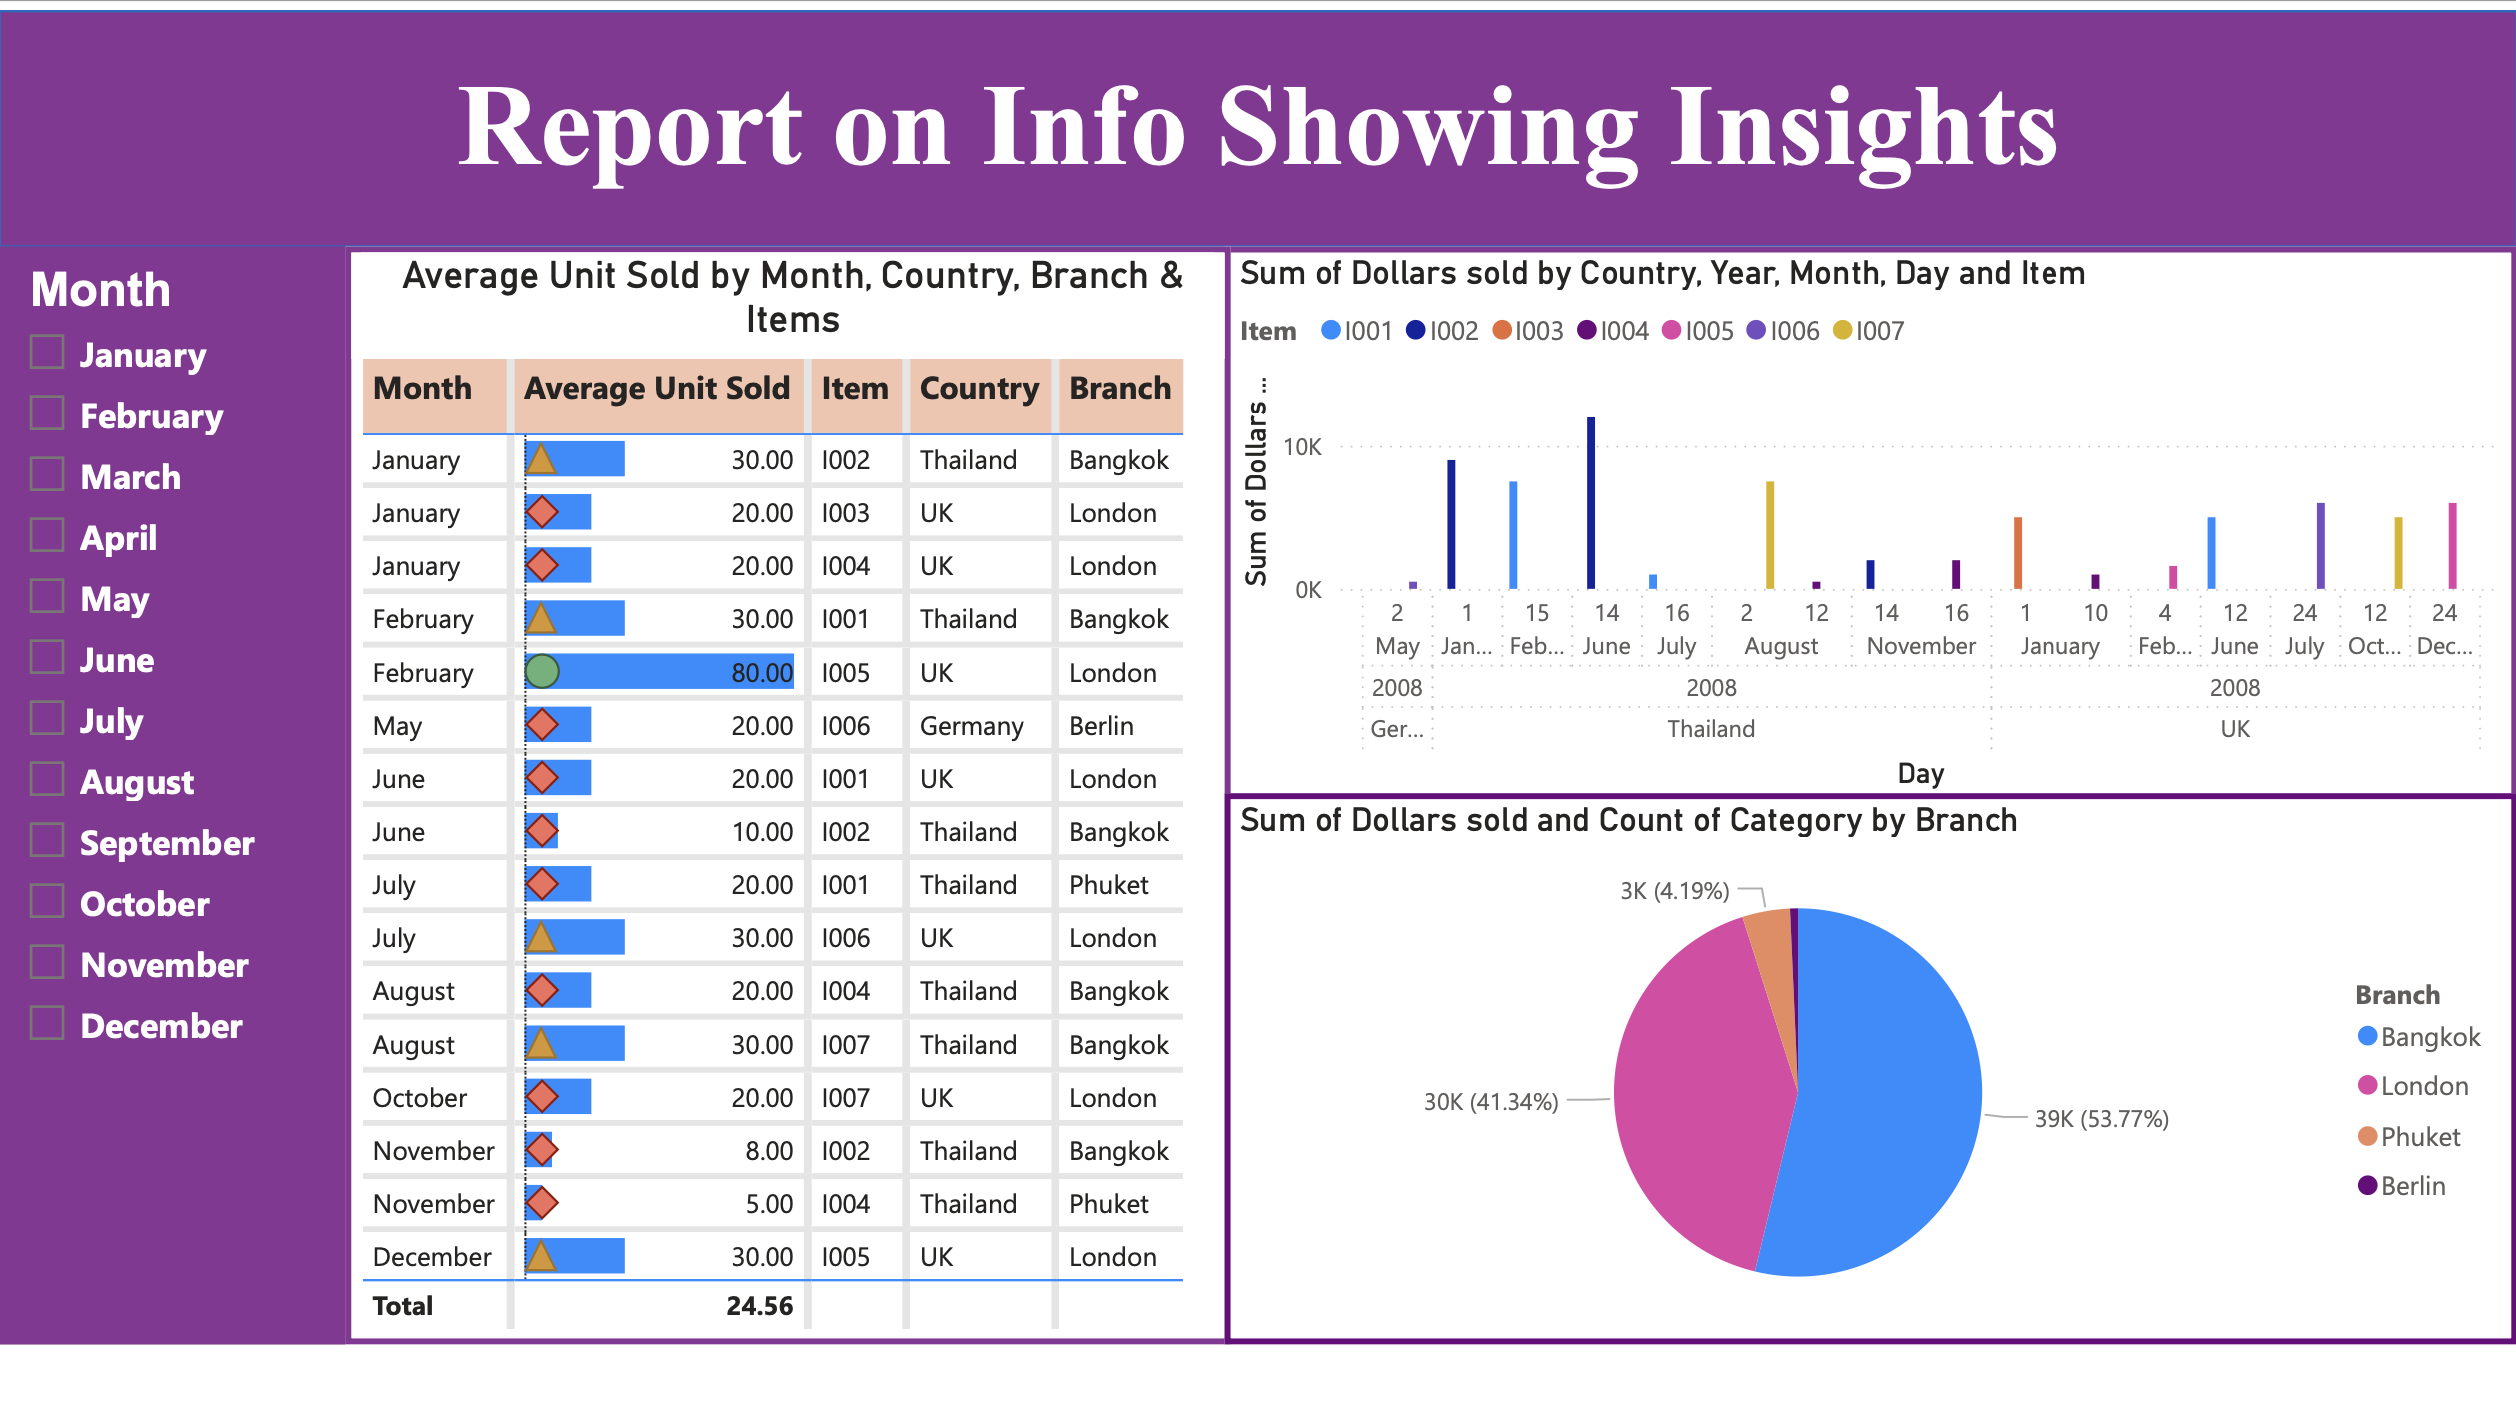 Report on Info Showing Insights
Month
January
February
March
April
May
June
July
August
September
October
November
December
Average Unit Sold by Month, Country, Branch &
Items
Month Average Unit Sold Item Country Branch
January 30.00 I002 Thailand Bangkok
January 20.00 I003 UK London
January 20.00 I004 UK London
February 30.00 I001 Thailand Bangkok
February 80.00 I005 UK London
May 20.00 I006 Germany Berlin
June 20.00 I001 UK London
June 10.00 I002 Thailand Bangkok
July 20.00 I001 Thailand Phuket
July 30.00 I006 UK London
August 20.00 I004 Thailand Bangkok
August 30.00 I007 Thailand Bangkok
October 20.00 I007 UK London
November 8.00 I002 Thailand Bangkok
November 5.00 I004 Thailand Phuket
December 30.00 I005 UK London
Total 24.56
Sum of Dollars sold by Country, Year, Month, Day and Item
Item I001 I002 I003 I004 I005 I006 I007
Sum of Dollars ...
10K
0K
2 1 15 14 16 2 12 14 16 1 10 4 12 24 12 24
May Jan... Feb... June July August November January Feb... June July Oct... Dec...
2008 2008 2008
Ger... Thailand UK
Day
Sum of Dollars sold and Count of Category by Branch
3K (4.19%)
30K (41.34%)
39K (53.77%)
Branch
Bangkok
London
Phuket
Berlin